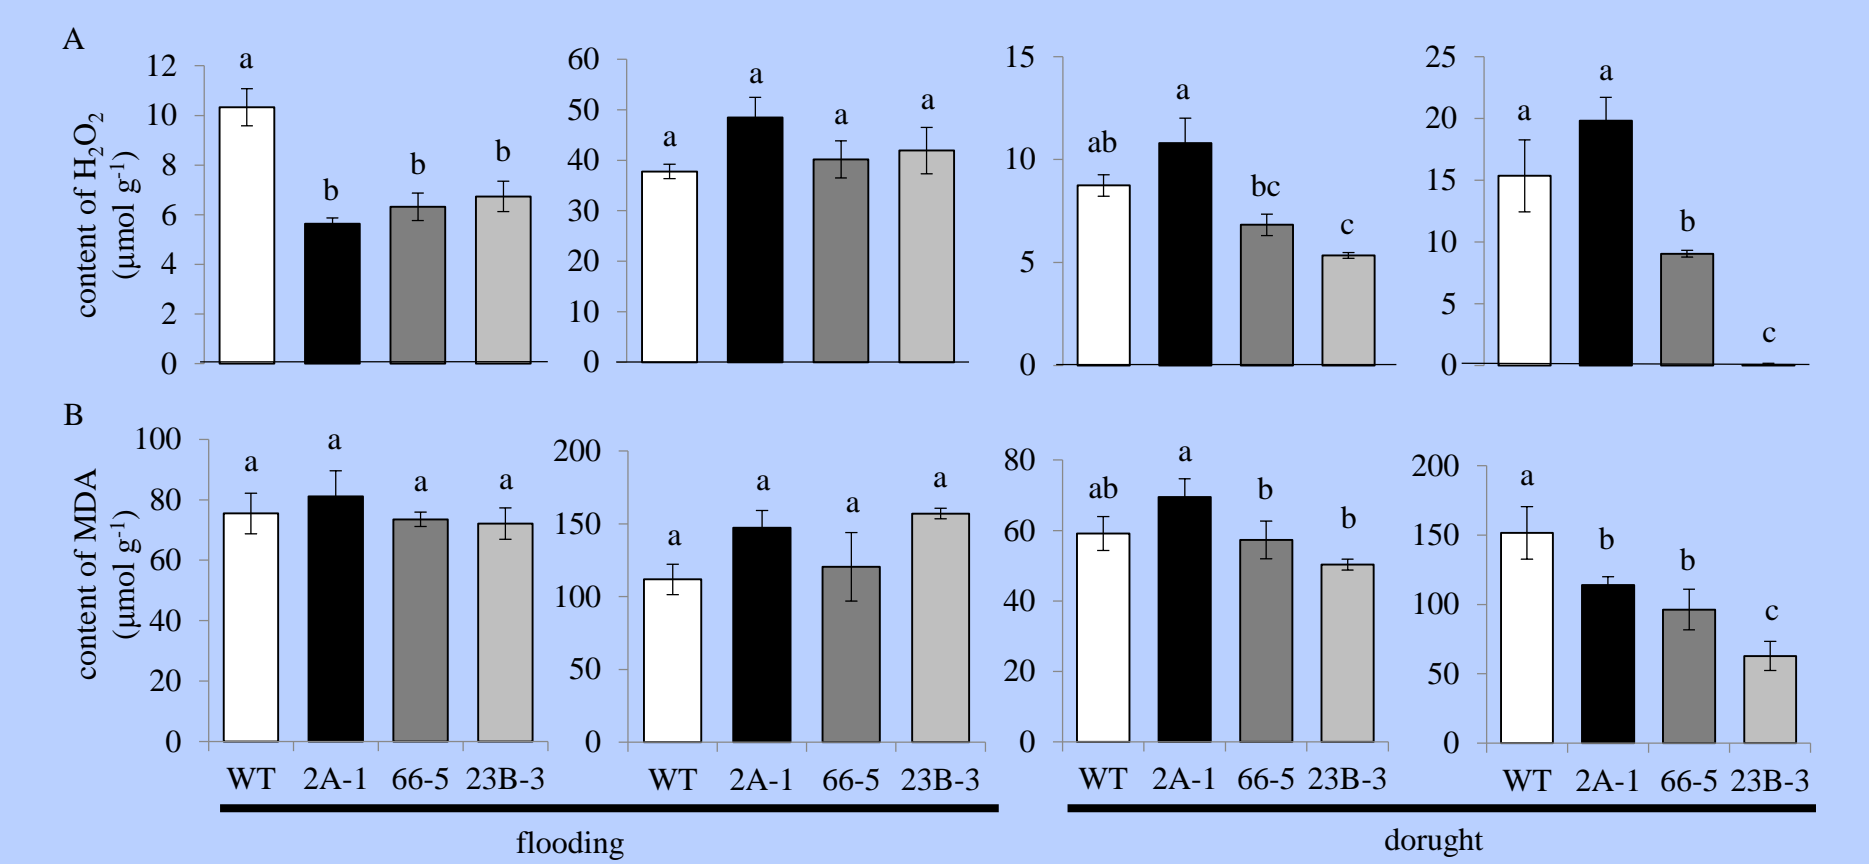 A
content of H₂O₂
(μmol g⁻¹)
12
10
8
6
4
2
0
a
b
b
b
60
50
40
30
20
10
0
a
a
a
a
15
10
5
0
ab
a
bc
c
25
20
15
10
5
0
a
a
b
c
B
content of MDA
(μmol g⁻¹)
100
80
60
40
20
0
a
a
a
a
200
150
100
50
0
a
a
a
a
80
60
40
20
0
ab
a
b
b
200
150
100
50
0
a
b
b
c
WT 2A-1 66-5 23B-3
WT 2A-1 66-5 23B-3
WT 2A-1 66-5 23B-3
WT 2A-1 66-5 23B-3
flooding
dorught